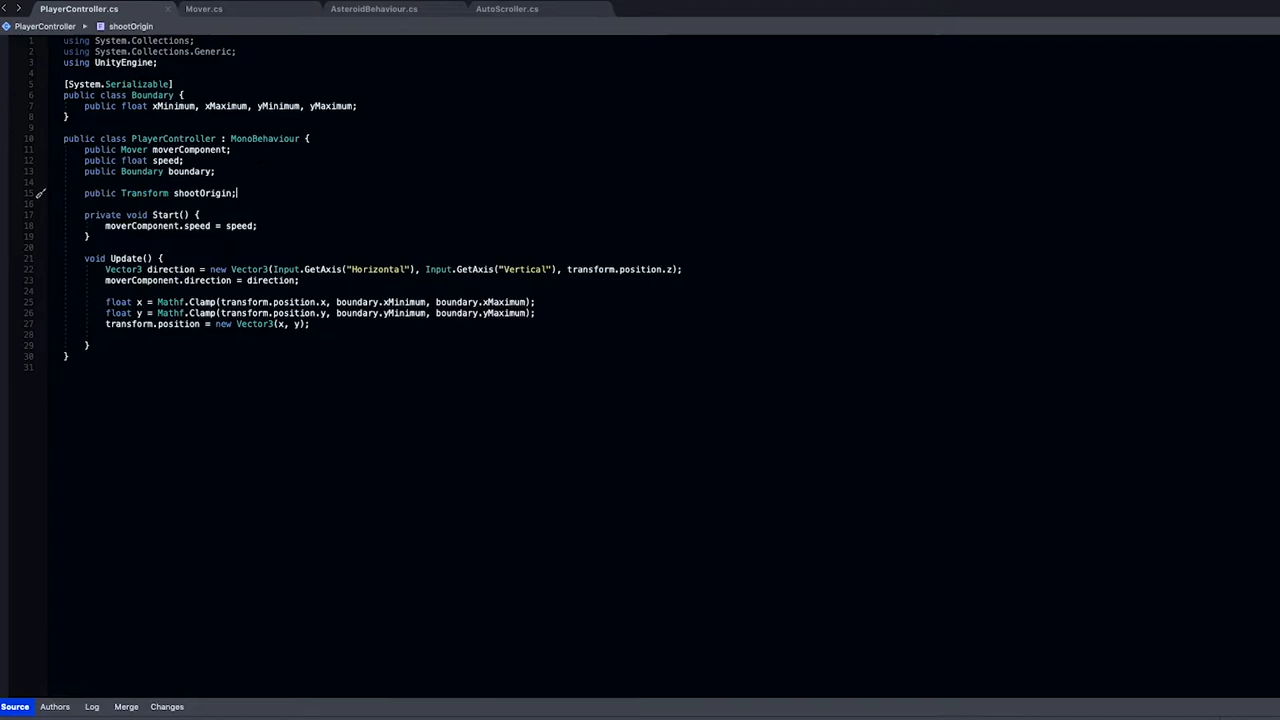 PlayerController.cs
Mover.cs
AsteroidBehaviour.cs
AutoScroller.cs
PlayerController
shootOrigin
1 using System.Collections;
2 using System.Collections.Generic;
3 using UnityEngine;
4
5 [System.Serializable]
6 public class Boundary {
7 public float xMinimum, xMaximum, yMinimum, yMaximum;
8 }
9
10 public class PlayerController : MonoBehaviour {
11 public Mover moverComponent;
12 public float speed;
13 public Boundary boundary;
14
15 public Transform shootOrigin;
16
17 private void Start() {
18 moverComponent.speed = speed;
19 }
20
21 void Update() {
22 Vector3 direction = new Vector3(Input.GetAxis("Horizontal"), Input.GetAxis("Vertical"), transform.position.z);
23 moverComponent.direction = direction;
24
25 float x = Mathf.Clamp(transform.position.x, boundary.xMinimum, boundary.xMaximum);
26 float y = Mathf.Clamp(transform.position.y, boundary.yMinimum, boundary.yMaximum);
27 transform.position = new Vector3(x, y);
28
29 }
30 }
31
Source Authors Log Merge Changes